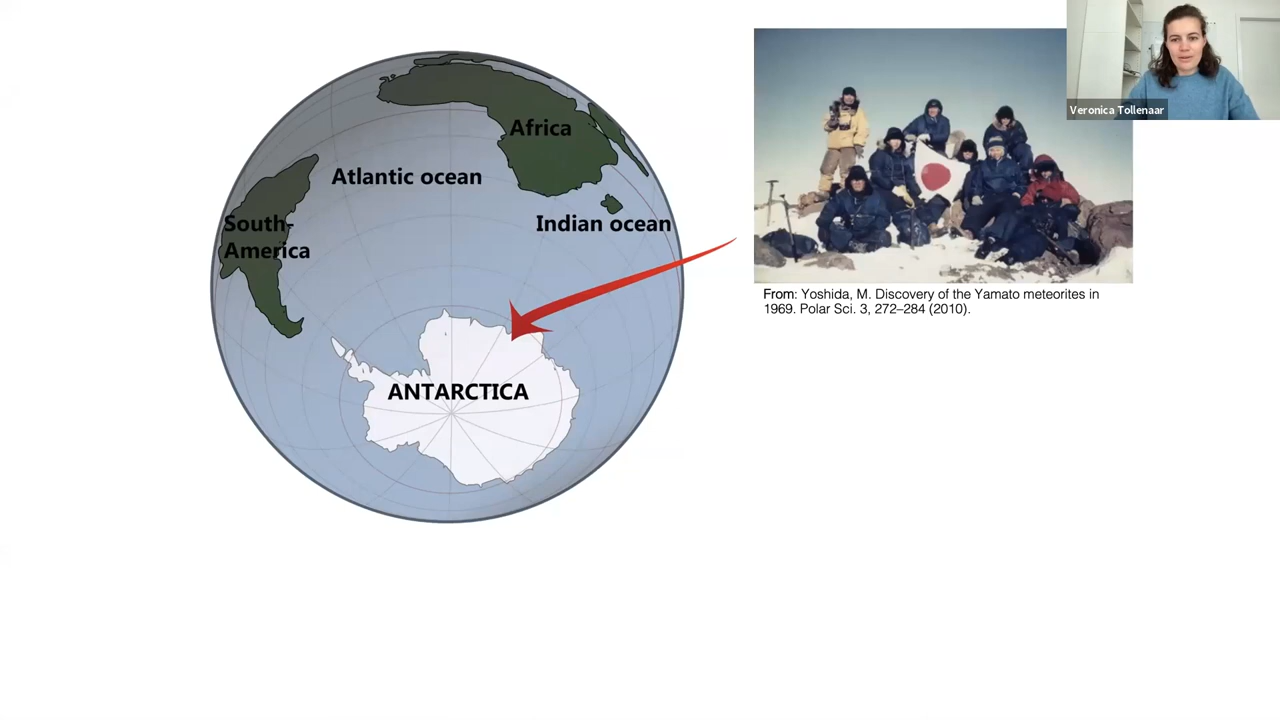 Veronica Tollenaar
Africa
Atlantic ocean
South-
America
Indian ocean
From: Yoshida, M. Discovery of the Yamato meteorites in
1969. Polar Sci. 3, 272–284 (2010).
ANTARCTICA